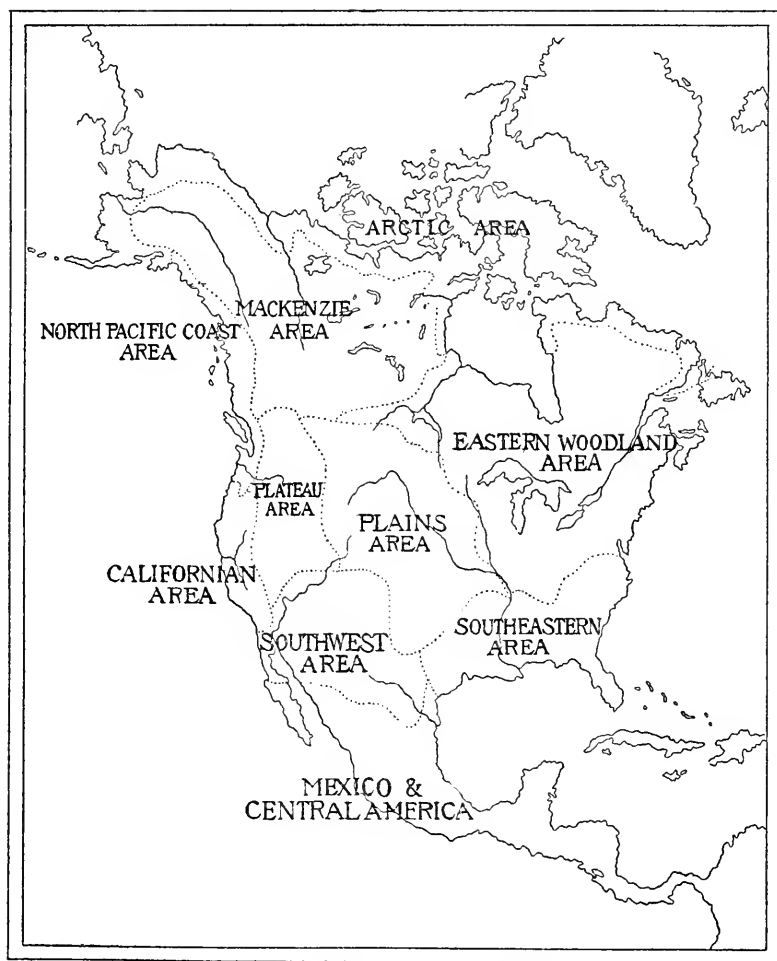 ARCTIC AREA
MACKENZIE
AREA
NORTH PACIFIC COAST
AREA
EASTERN WOODLAND
AREA
PLATEAU
AREA
PLAINS
AREA
CALIFORNIAN
AREA
SOUTHWEST
AREA
SOUTHEASTERN
AREA
MEXICO &
CENTRAL AMERICA